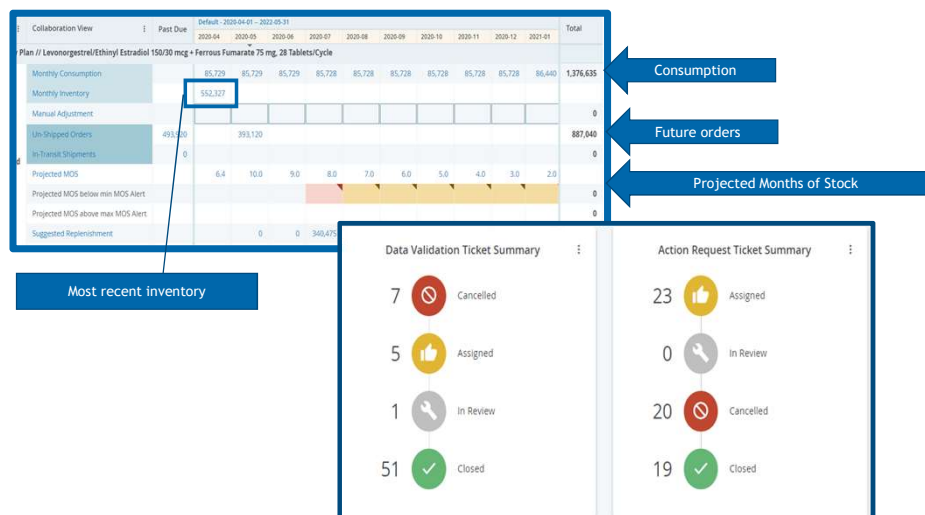 Collaboration View Past Due Default - 2020-04-01 -- 2022-05-31 Total
2020-04 2020-05 2020-06 2020-07 2020-08 2020-09 2020-10 2020-11 2020-12 2021-01
Plan // Levonorgestrel/Ethinyl Estradiol 150/30 mcg + Ferrous Fumarate 75 mg, 28 Tablets/Cycle
Monthly Consumption 85,729 85,729 85,729 85,728 85,728 85,728 85,728 85,728 85,728 86,440 1,376,635
Consumption
Monthly Inventory 552,327
Manual Adjustment 0
Un-Shipped Orders 493,920 393,120 887,040
Future orders
In-Transit Shipments 0 0
Projected MOS 6.4 10.0 9.0 8.0 7.0 6.0 5.0 4.0 3.0 2.0
Projected Months of Stock
Projected MOS below min MOS Alert 0
Projected MOS above max MOS Alert 0
Suggested Replenishment 0 0 340,475
Most recent inventory
Data Validation Ticket Summary
7 Cancelled
5 Assigned
1 In Review
51 Closed
Action Request Ticket Summary
23 Assigned
0 In Review
20 Cancelled
19 Closed